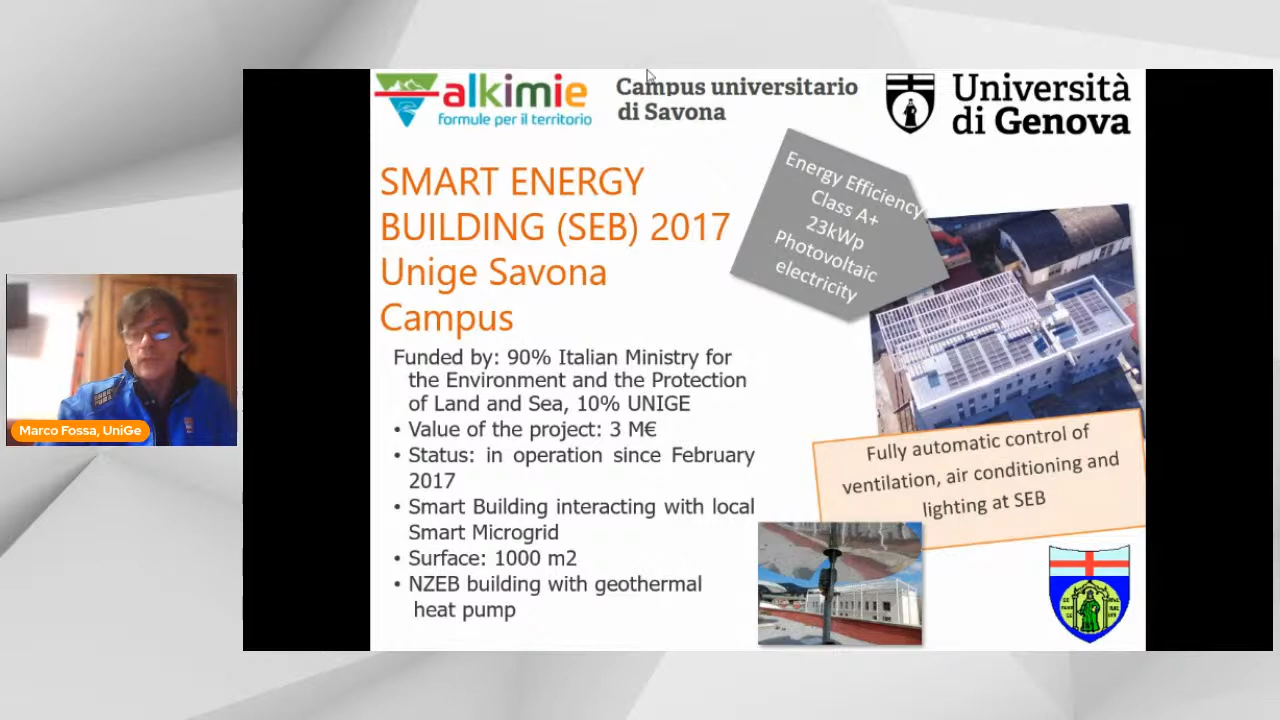 alkimie
formule per il territorio
Campus universitario
di Savona
Università
di Genova
SMART ENERGY
BUILDING (SEB) 2017
Unige Savona
Campus
Energy Efficiency
Class A+
23kWp
Photovoltaic
electricity
Funded by: 90% Italian Ministry for
the Environment and the Protection
of Land and Sea, 10% UNIGE
• Value of the project: 3 M€
• Status: in operation since February
2017
• Smart Building interacting with local
Smart Microgrid
• Surface: 1000 m2
• NZEB building with geothermal
heat pump
Fully automatic control of
ventilation, air conditioning and
lighting at SEB
Marco Fossa, UniGe